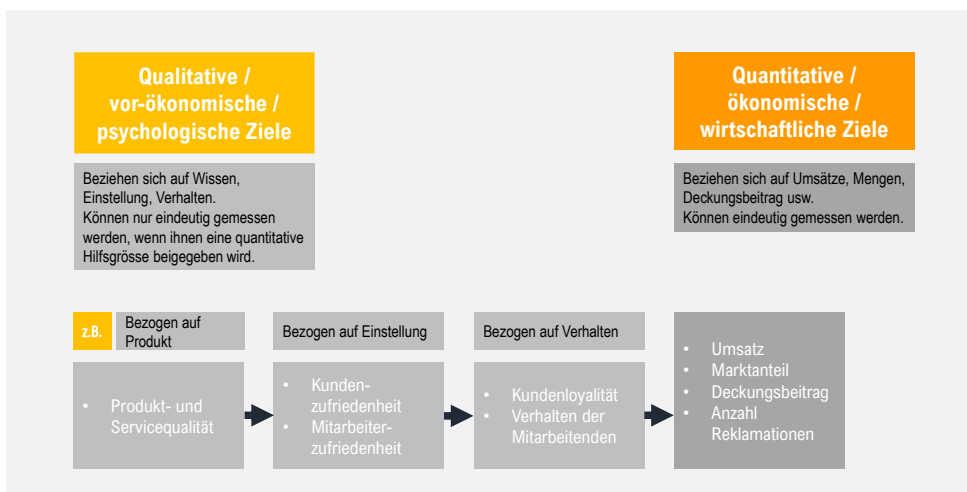 Qualitative /
vor-ökonomische /
psychologische Ziele
Quantitative /
ökonomische /
wirtschaftliche Ziele
Beziehen sich auf Wissen,
Einstellung, Verhalten.
Können nur eindeutig gemessen
werden, wenn ihnen eine quantitative
Hilfsgrösse beigegeben wird.
Beziehen sich auf Umsätze, Mengen,
Deckungsbeitrag usw.
Können eindeutig gemessen werden.
z.B.
Bezogen auf
Produkt
Bezogen auf Einstellung
Bezogen auf Verhalten
• Produkt- und
Servicequalität
• Kunden-
zufriedenheit
• Mitarbeiter-
zufriedenheit
• Kundenloyalität
• Verhalten der
Mitarbeitenden
• Umsatz
• Marktanteil
• Deckungsbeitrag
• Anzahl
Reklamationen